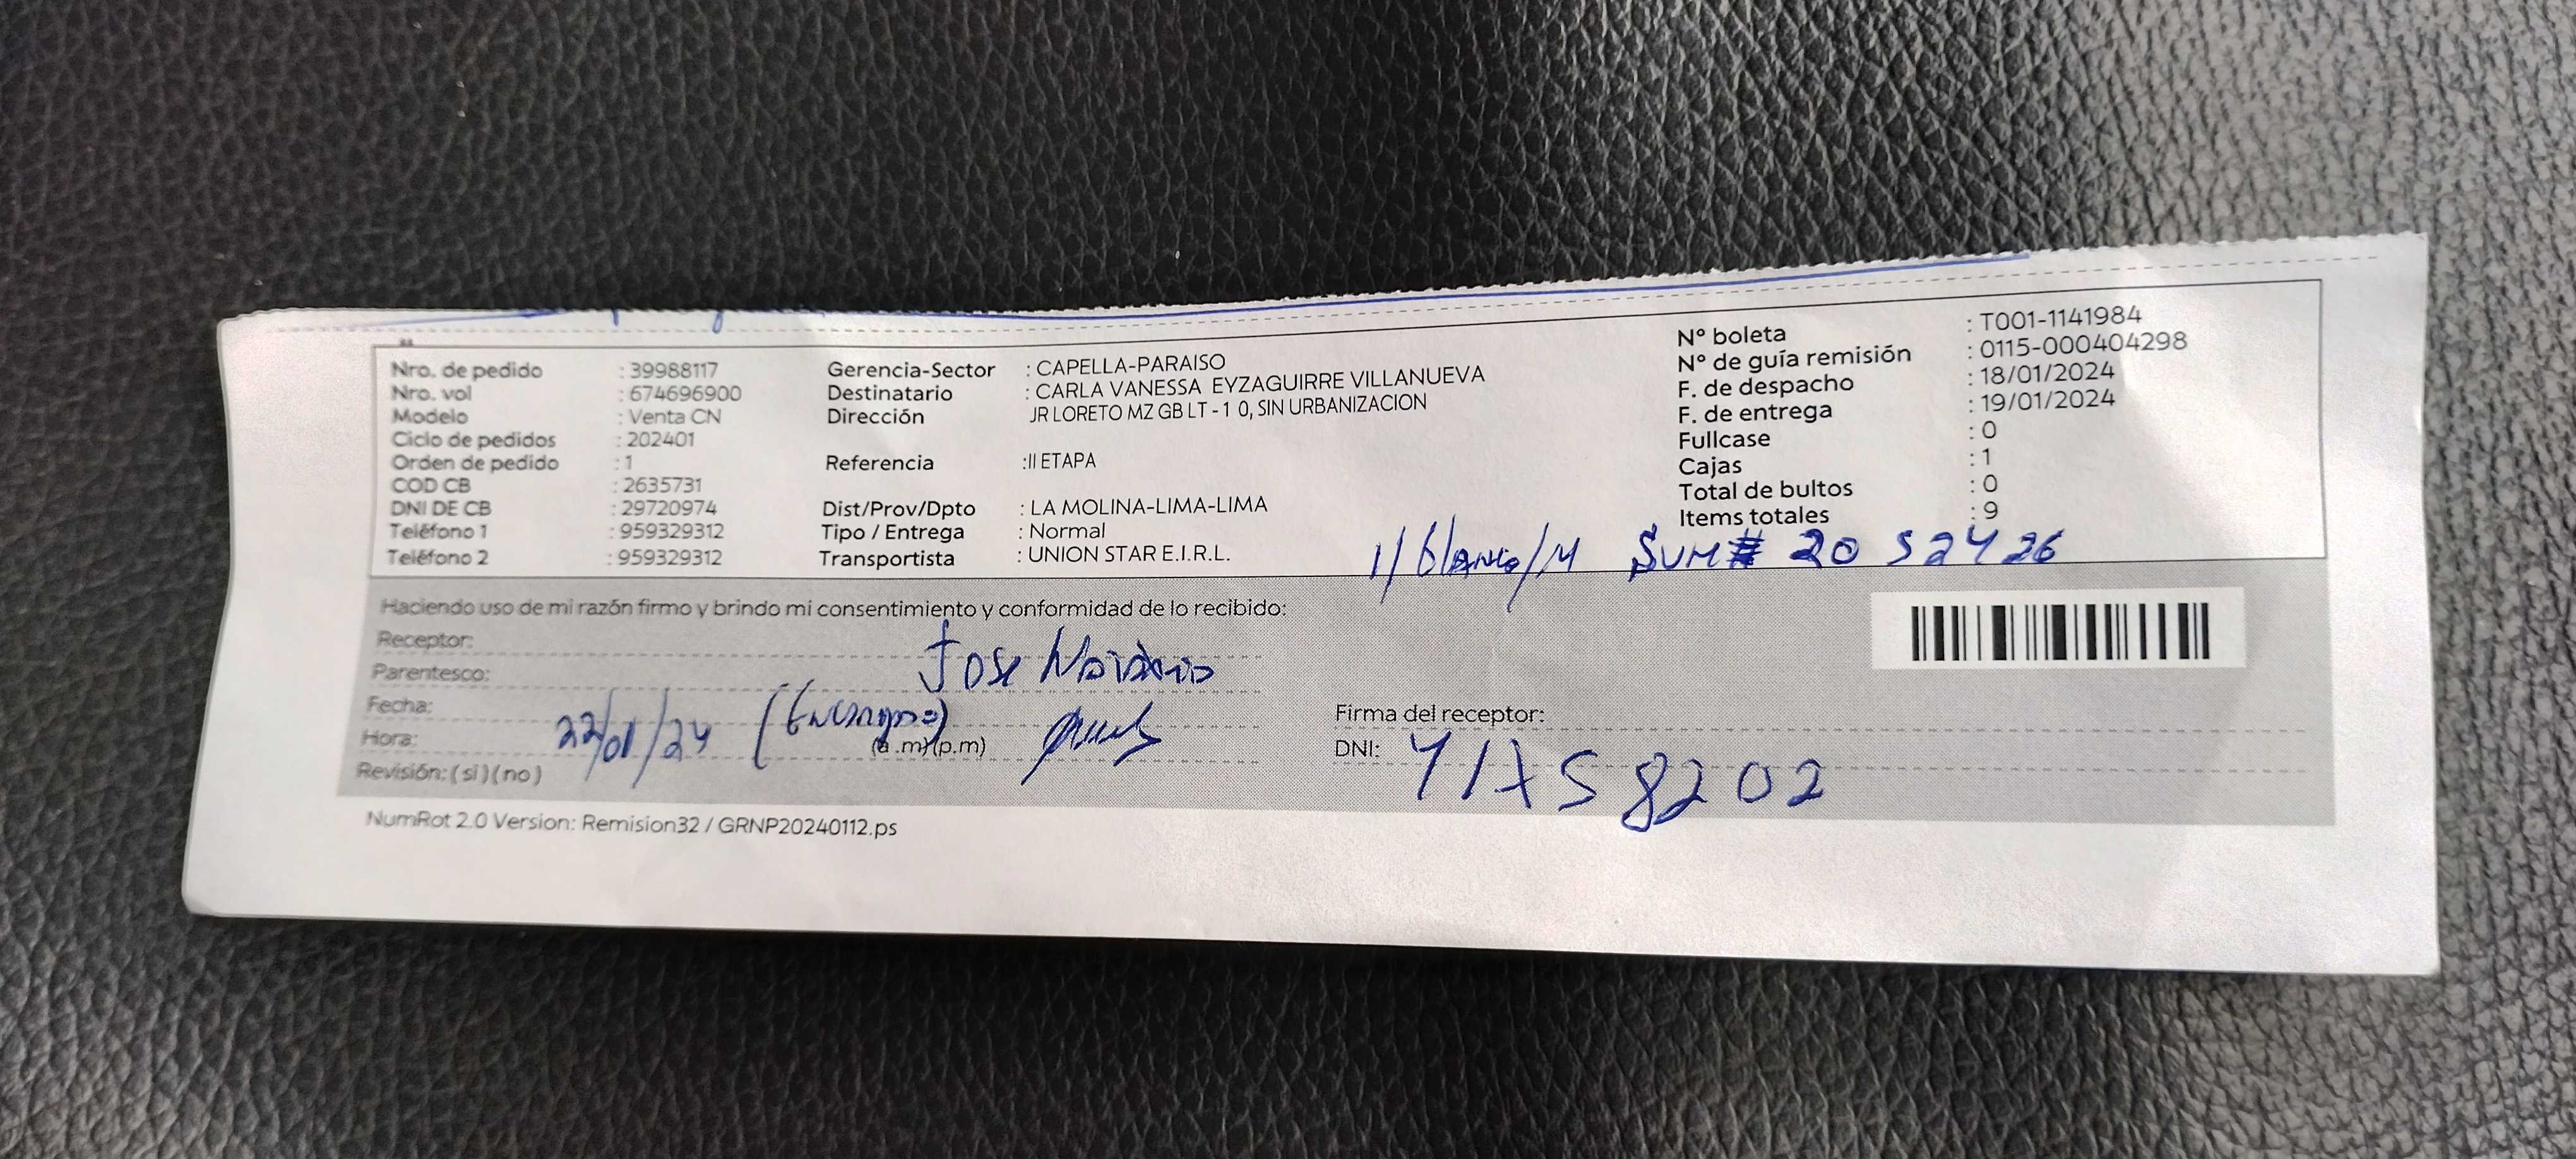 Nro. de pedido : 39988117
Nro. vol : 674696900
Modelo : Venta CN
Ciclo de pedidos : 202401
Orden de pedido : 1
COD CB : 2635731
DNI DE CB : 29720974
Teléfono 1 : 959329312
Teléfono 2 : 959329312
Gerencia-Sector : CAPELLA-PARAISO
Destinatario : CARLA VANESSA EYZAGUIRRE VILLANUEVA
Dirección JR LORETO MZ GB LT - 1 0, SIN URBANIZACION
Referencia :II ETAPA
Dist/Prov/Dpto : LA MOLINA-LIMA-LIMA
Tipo / Entrega : Normal
Transportista : UNION STAR E.I.R.L.
Nº boleta : T001-1141984
Nº de guía remisión : 0115-000404298
F. de despacho : 18/01/2024
F. de entrega : 19/01/2024
Fullcase : 0
Cajas : 1
Total de bultos : 0
Items totales : 9
1/blanco/M SUM# 2052426
Haciendo uso de mi razón firmo y brindo mi consentimiento y conformidad de lo recibido:
Receptor: Jose
Parentesco:
Fecha: 22/01/24
Hora: (a.m)(p.m)
Revisión: (si) (no)
Firma del receptor:
DNI: 41758202
NumRot 2.0 Version: Remision32 / GRNP20240112.ps